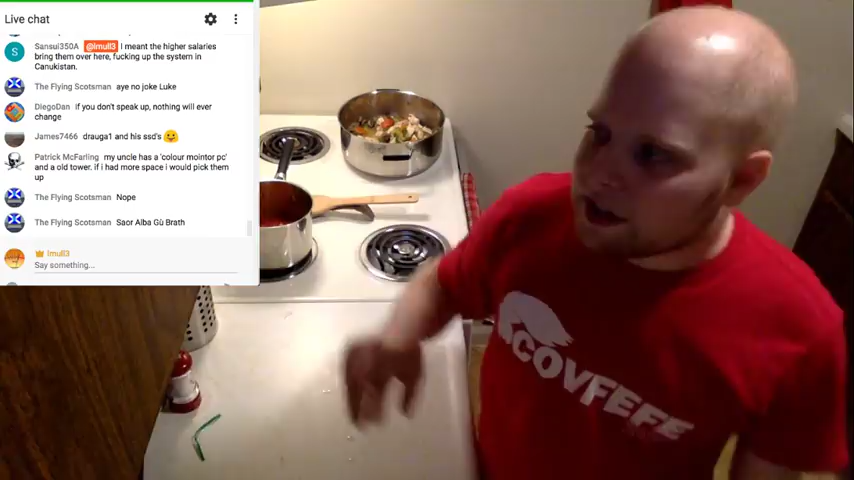 Live chat
Sansui350A @lmull3 I meant the higher salaries
bring them over here, fucking up the system in
Canukistan.
The Flying Scotsman aye no joke Luke
DiegoDan if you don't speak up, nothing will ever
change
James7466 drauga1 and his ssd's
Patrick McFarling my uncle has a 'colour mointor pc'
and a old tower. if i had more space i would pick them
up
The Flying Scotsman Nope
The Flying Scotsman Saor Alba Gù Brath
lmull3
Say something...
COVFEFE